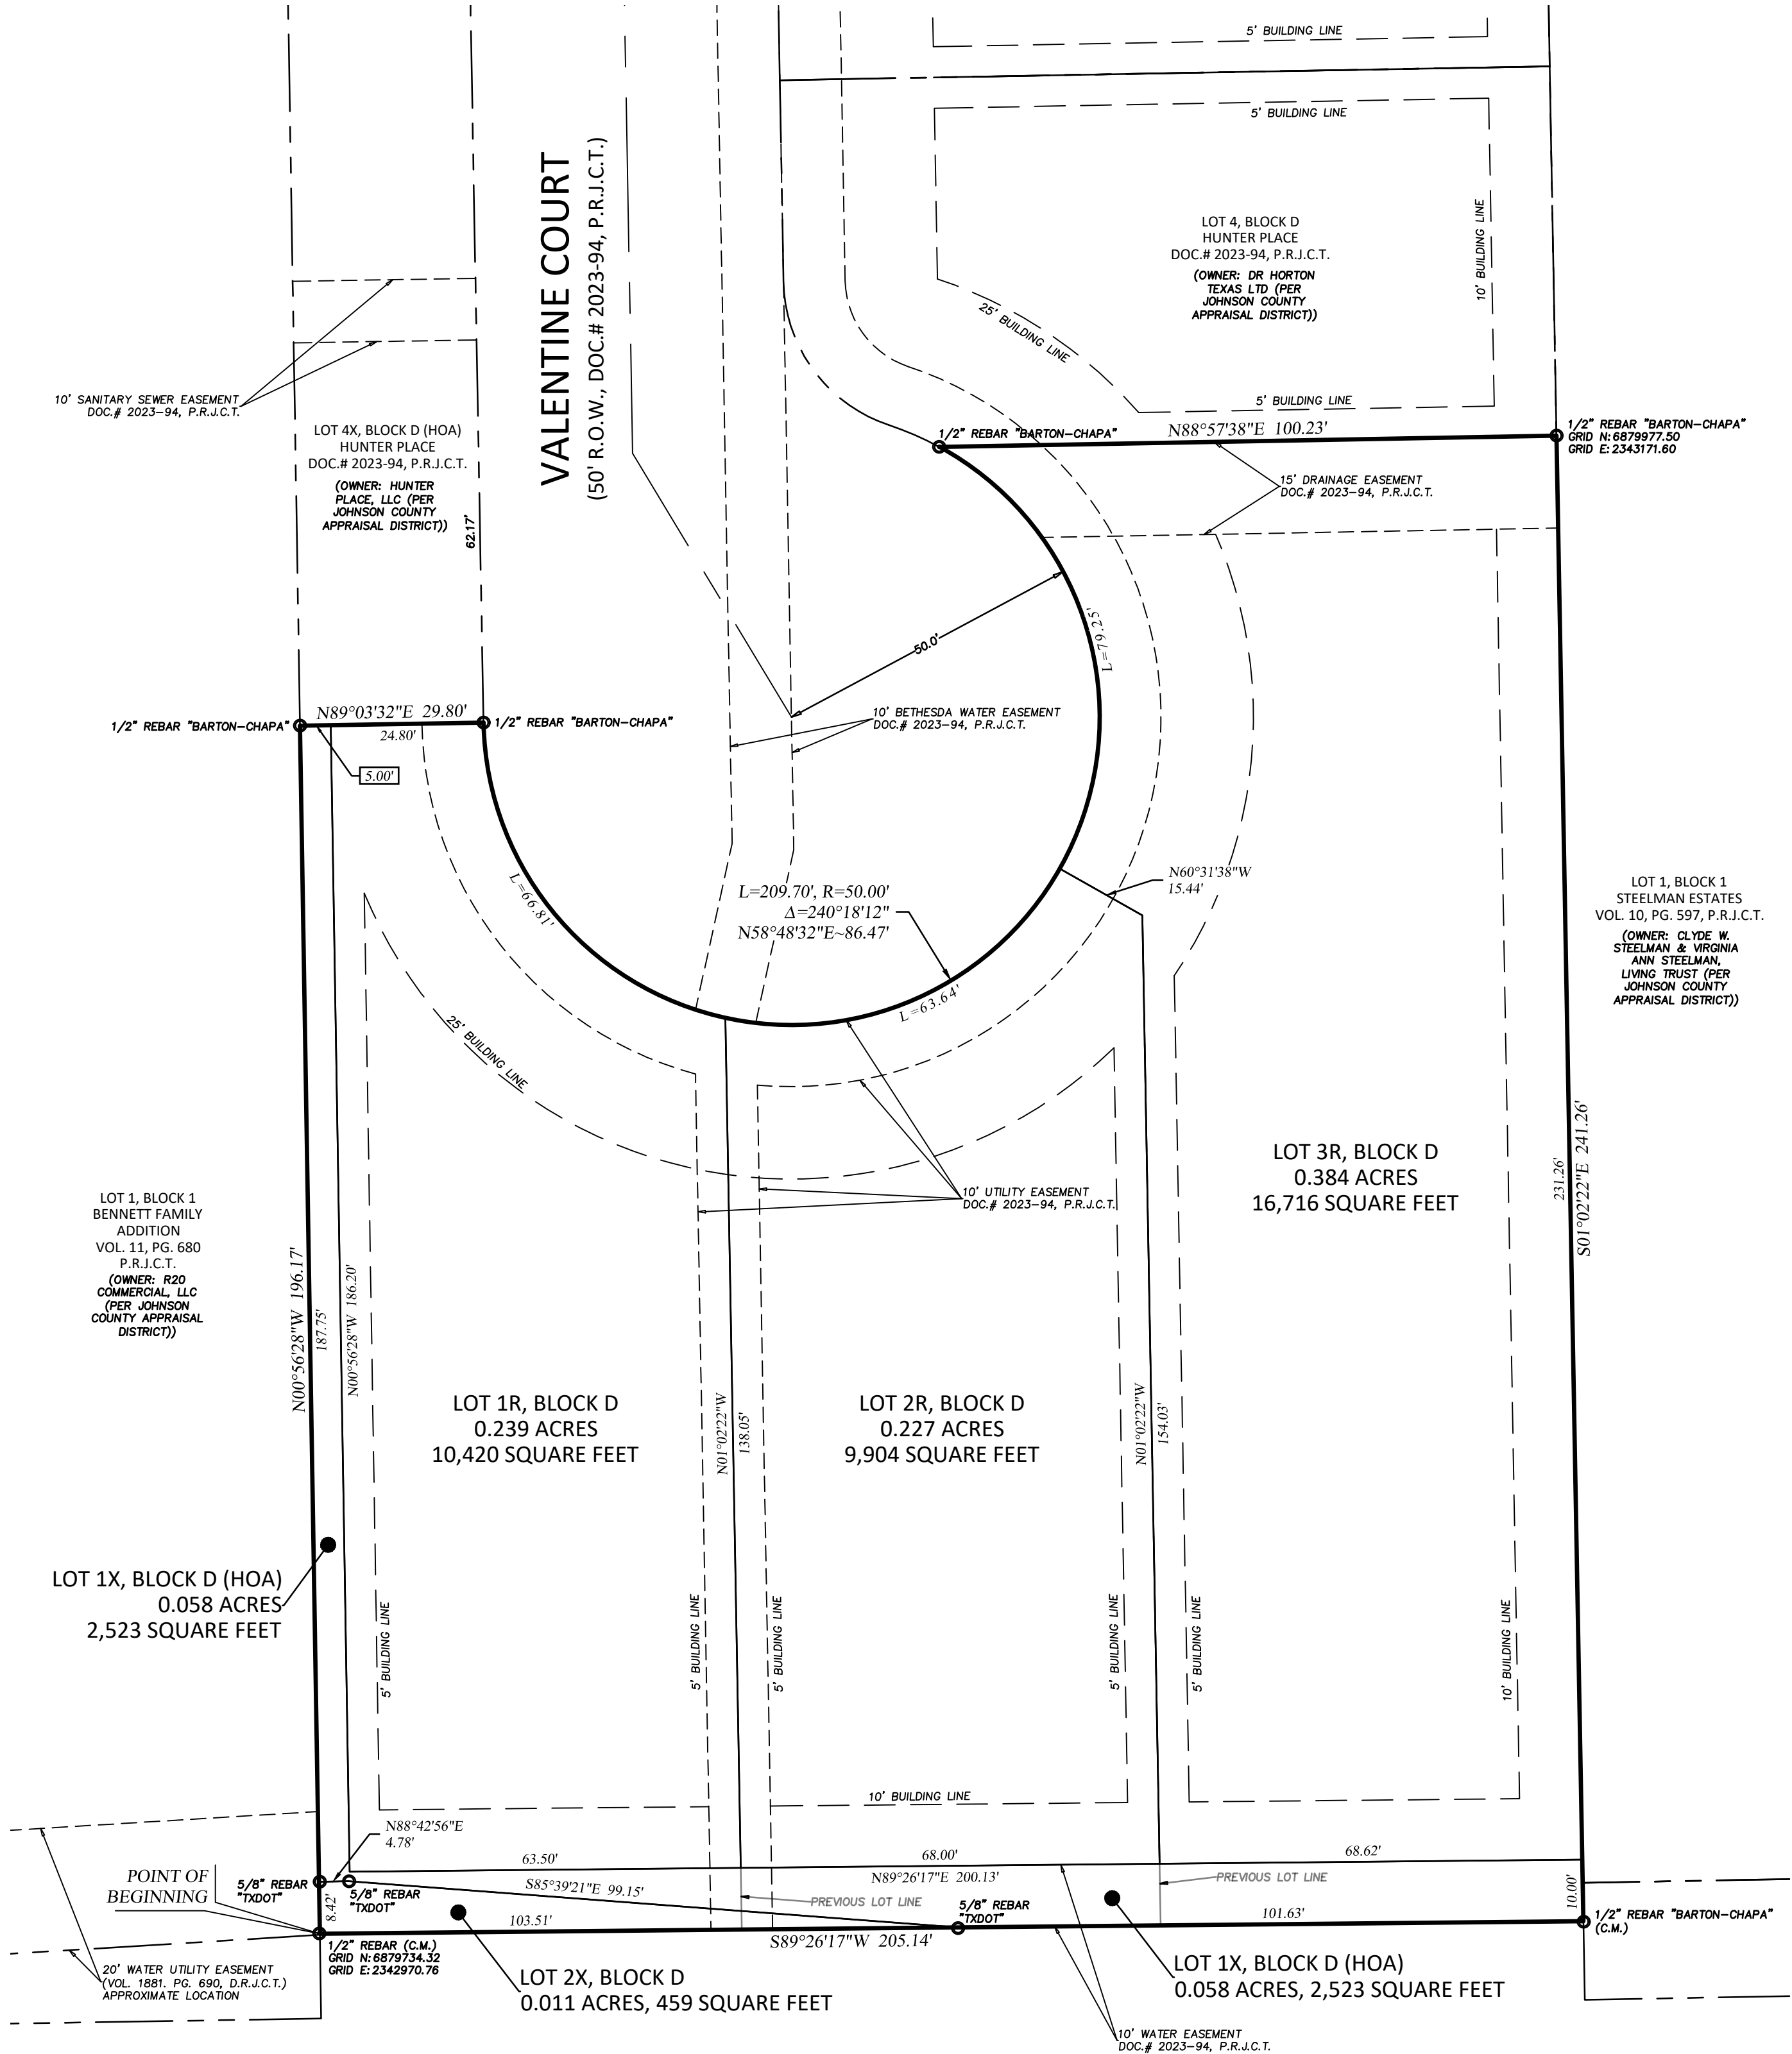 5' BUILDING LINE
5' BUILDING LINE
VALENTINE COURT
(50' R.O.W., DOC.# 2023-94, P.R.J.C.T.)
LOT 4, BLOCK D
HUNTER PLACE
DOC.# 2023-94, P.R.J.C.T.
(OWNER: DR HORTON
TEXAS LTD (PER
JOHNSON COUNTY
APPRAISAL DISTRICT))
10' BUILDING LINE
25' BUILDING LINE
5' BUILDING LINE
10' SANITARY SEWER EASEMENT
DOC.# 2023-94, P.R.J.C.T.
LOT 4X, BLOCK D (HOA)
HUNTER PLACE
DOC.# 2023-94, P.R.J.C.T.
(OWNER: HUNTER
PLACE, LLC (PER
JOHNSON COUNTY
APPRAISAL DISTRICT))
62.17'
1/2" REBAR "BARTON-CHAPA"
N88°57'38"E 100.23'
1/2" REBAR "BARTON-CHAPA"
GRID N: 6879977.50
GRID E: 2343171.60
15' DRAINAGE EASEMENT
DOC.# 2023-94, P.R.J.C.T.
50.0'
L=79.25'
1/2" REBAR "BARTON-CHAPA"
N89°03'32"E 29.80'
24.80'
1/2" REBAR "BARTON-CHAPA"
5.00'
10' BETHESDA WATER EASEMENT
DOC.# 2023-94, P.R.J.C.T.
L=66.81'
L=209.70', R=50.00'
Δ=240°18'12"
N58°48'32"E~86.47'
L=63.64'
N60°31'38"W
15.44'
LOT 1, BLOCK 1
STEELMAN ESTATES
VOL. 10, PG. 597, P.R.J.C.T.
(OWNER: CLYDE W.
STEELMAN & VIRGINIA
ANN STEELMAN,
LIVING TRUST (PER
JOHNSON COUNTY
APPRAISAL DISTRICT))
25' BUILDING LINE
LOT 3R, BLOCK D
0.384 ACRES
16,716 SQUARE FEET
231.26'
S01°02'22"E 241.26'
10' UTILITY EASEMENT
DOC.# 2023-94, P.R.J.C.T.
LOT 1, BLOCK 1
BENNETT FAMILY
ADDITION
VOL. 11, PG. 680
P.R.J.C.T.
(OWNER: R20
COMMERCIAL, LLC
(PER JOHNSON
COUNTY APPRAISAL
DISTRICT))
N00°56'28"W 196.17'
187.75'
N00°56'28"W 186.20'
LOT 1R, BLOCK D
0.239 ACRES
10,420 SQUARE FEET
N01°02'22"W
138.05'
LOT 2R, BLOCK D
0.227 ACRES
9,904 SQUARE FEET
N01°02'22"W
154.03'
LOT 1X, BLOCK D (HOA)
0.058 ACRES
2,523 SQUARE FEET
5' BUILDING LINE
5' BUILDING LINE
5' BUILDING LINE
5' BUILDING LINE
5' BUILDING LINE
10' BUILDING LINE
10' BUILDING LINE
N88°42'56"E
4.78'
63.50'
68.00'
68.62'
N89°26'17"E 200.13'
S85°39'21"E 99.15'
POINT OF
BEGINNING
5/8" REBAR
"TXDOT"
8.42'
5/8" REBAR
"TXDOT"
PREVIOUS LOT LINE
PREVIOUS LOT LINE
10.00'
5/8" REBAR
"TXDOT"
103.51'
101.63'
S89°26'17"W 205.14'
1/2" REBAR "BARTON-CHAPA"
(C.M.)
1/2" REBAR (C.M.)
GRID N: 6879734.32
GRID E: 2342970.76
20' WATER UTILITY EASEMENT
(VOL. 1881. PG. 690, D.R.J.C.T.)
APPROXIMATE LOCATION
LOT 2X, BLOCK D
0.011 ACRES, 459 SQUARE FEET
LOT 1X, BLOCK D (HOA)
0.058 ACRES, 2,523 SQUARE FEET
10' WATER EASEMENT
DOC.# 2023-94, P.R.J.C.T.